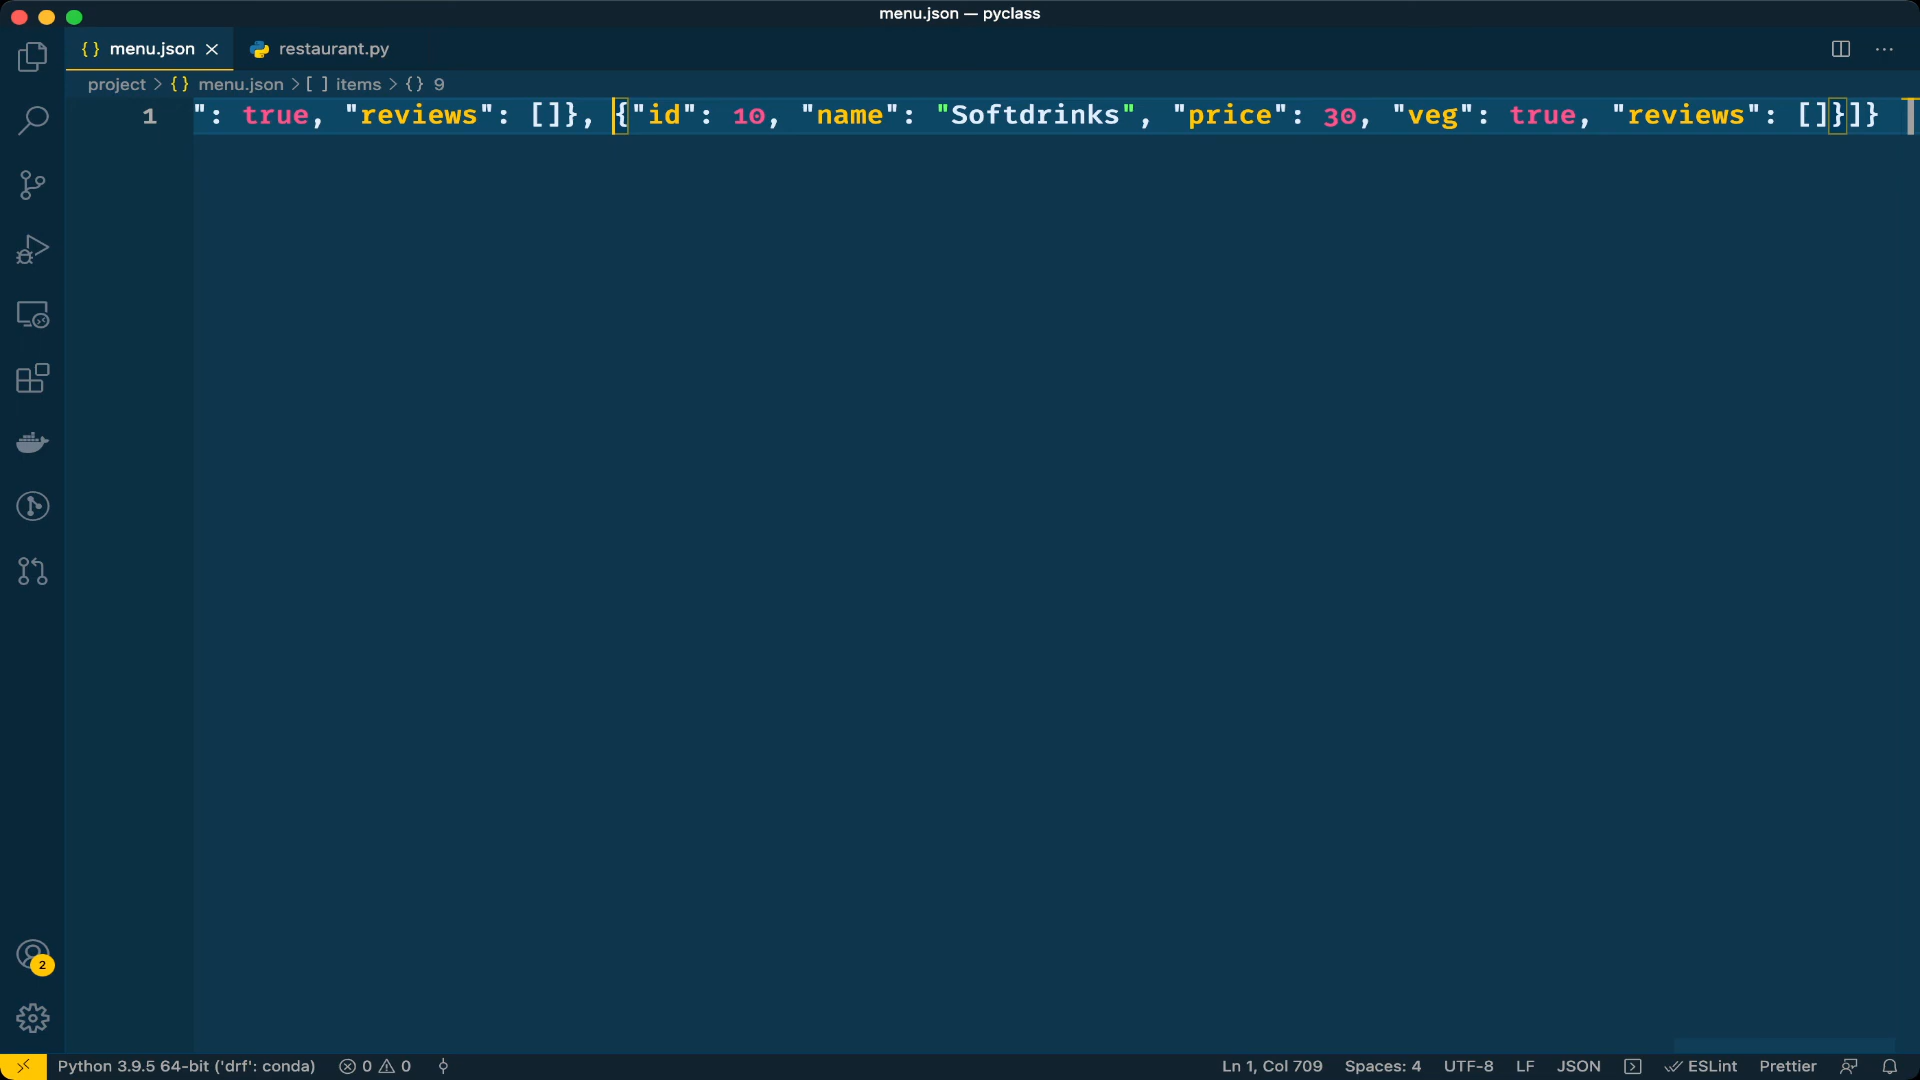 menu.json — pyclass
{} menu.json
restaurant.py
project > {} menu.json > [ ] items > {} 9
1 ": true, "reviews": []}, {"id": 10, "name": "Softdrinks", "price": 30, "veg": true, "reviews": []}]}
2
Python 3.9.5 64-bit ('drf': conda) 0 0 Ln 1, Col 709 Spaces: 4 UTF-8 LF JSON ESLint Prettier